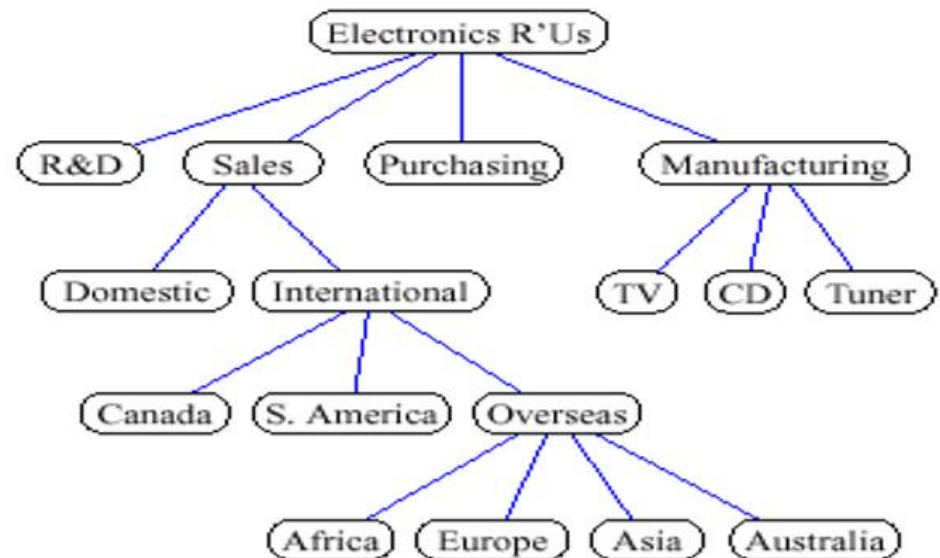 Electronics R'Us
R&D Sales Purchasing Manufacturing
Domestic International TV CD Tuner
Canada S. America Overseas
Africa Europe Asia Australia